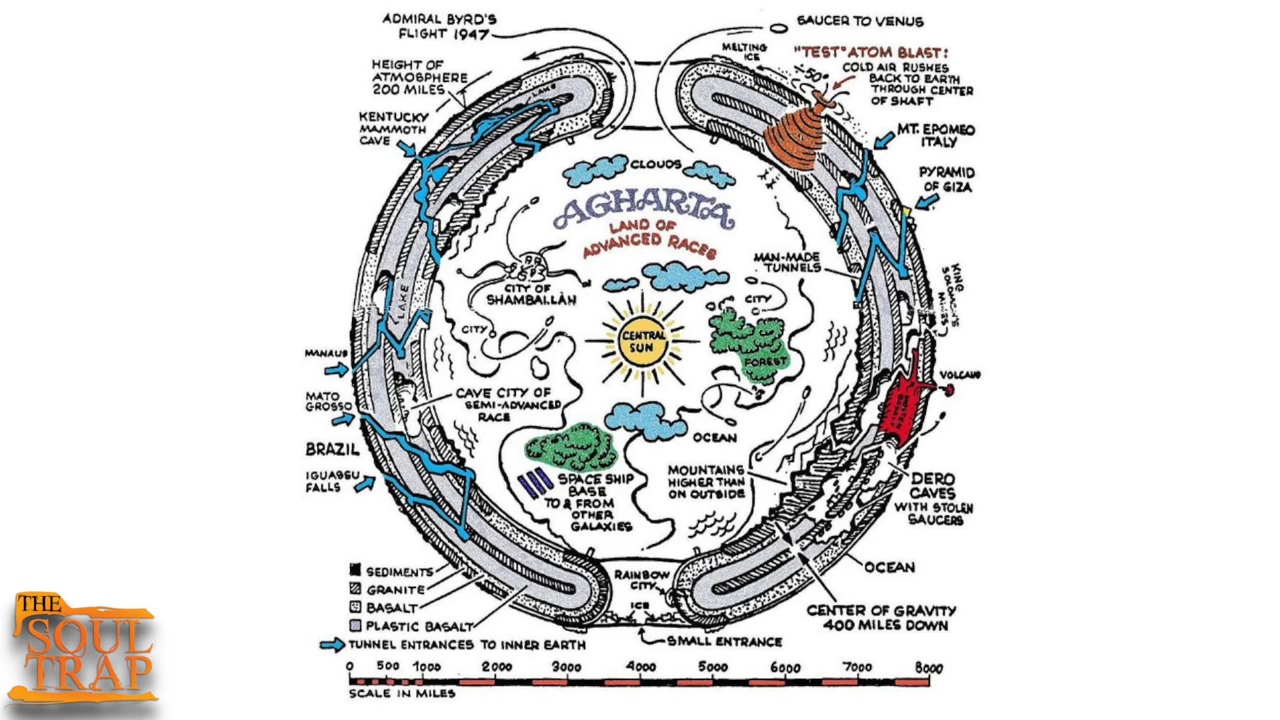 ADMIRAL BYRD'S
FLIGHT 1947
SAUCER TO VENUS
MELTING
ICE
"TEST" ATOM BLAST:
COLD AIR RUSHES
BACK TO EARTH
THROUGH CENTER
OF SHAFT
+50°
HEIGHT OF
ATMOSPHERE
200 MILES
LAKE
KENTUCKY
MAMMOTH
CAVE
MT. EPOMEO
ITALY
PYRAMID
OF GIZA
CLOUDS
AGHARTA
LAND OF
ADVANCED RACES
MAN-MADE
TUNNELS
KING
SOLOMON'S
MINES
CITY OF
SHAMBALLAH
CITY
LAKE
CITY
CENTRAL
SUN
FOREST
MANAUS
VOLCANO
MATO
GROSSO
CAVE CITY OF
SEMI-ADVANCED
RACE
BRAZIL
OCEAN
IGUASSU
FALLS
SPACE SHIP
BASE
TO & FROM
OTHER
GALAXIES
MOUNTAINS
HIGHER THAN
ON OUTSIDE
DERO
CAVES
WITH STOLEN
SAUCERS
OCEAN
RAINBOW
CITY
ICE
SEDIMENTS
GRANITE
BASALT
PLASTIC BASALT
CENTER OF GRAVITY
400 MILES DOWN
SMALL ENTRANCE
TUNNEL ENTRANCES TO INNER EARTH
0 500 1000 2000 3000 4000 5000 6000 7000 8000
SCALE IN MILES
THE
SOUL
TRAP